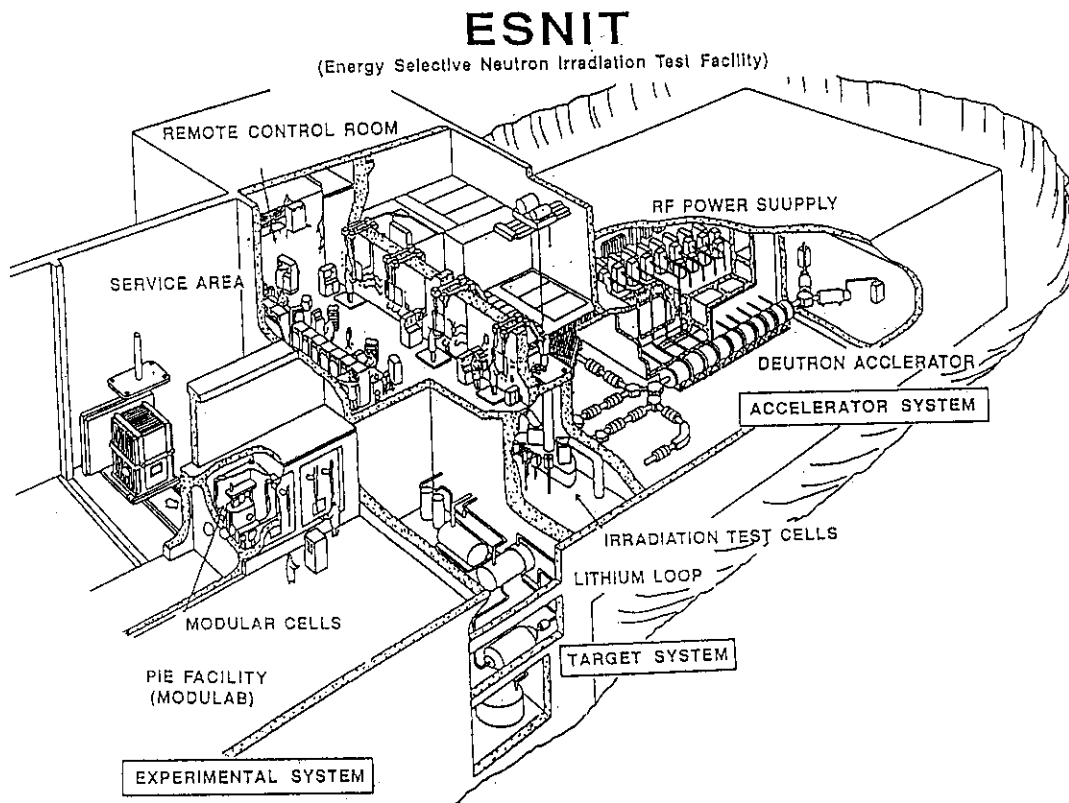 ESNIT
(Energy Selective Neutron Irradiation Test Facility)
REMOTE CONTROL ROOM
RF POWER SUUPPLY
SERVICE AREA
DEUTRON ACCLERATOR
ACCELERATOR SYSTEM
IRRADIATION TEST CELLS
LITHIUM LOOP
MODULAR CELLS
TARGET SYSTEM
PIE FACILITY
(MODULAB)
EXPERIMENTAL SYSTEM